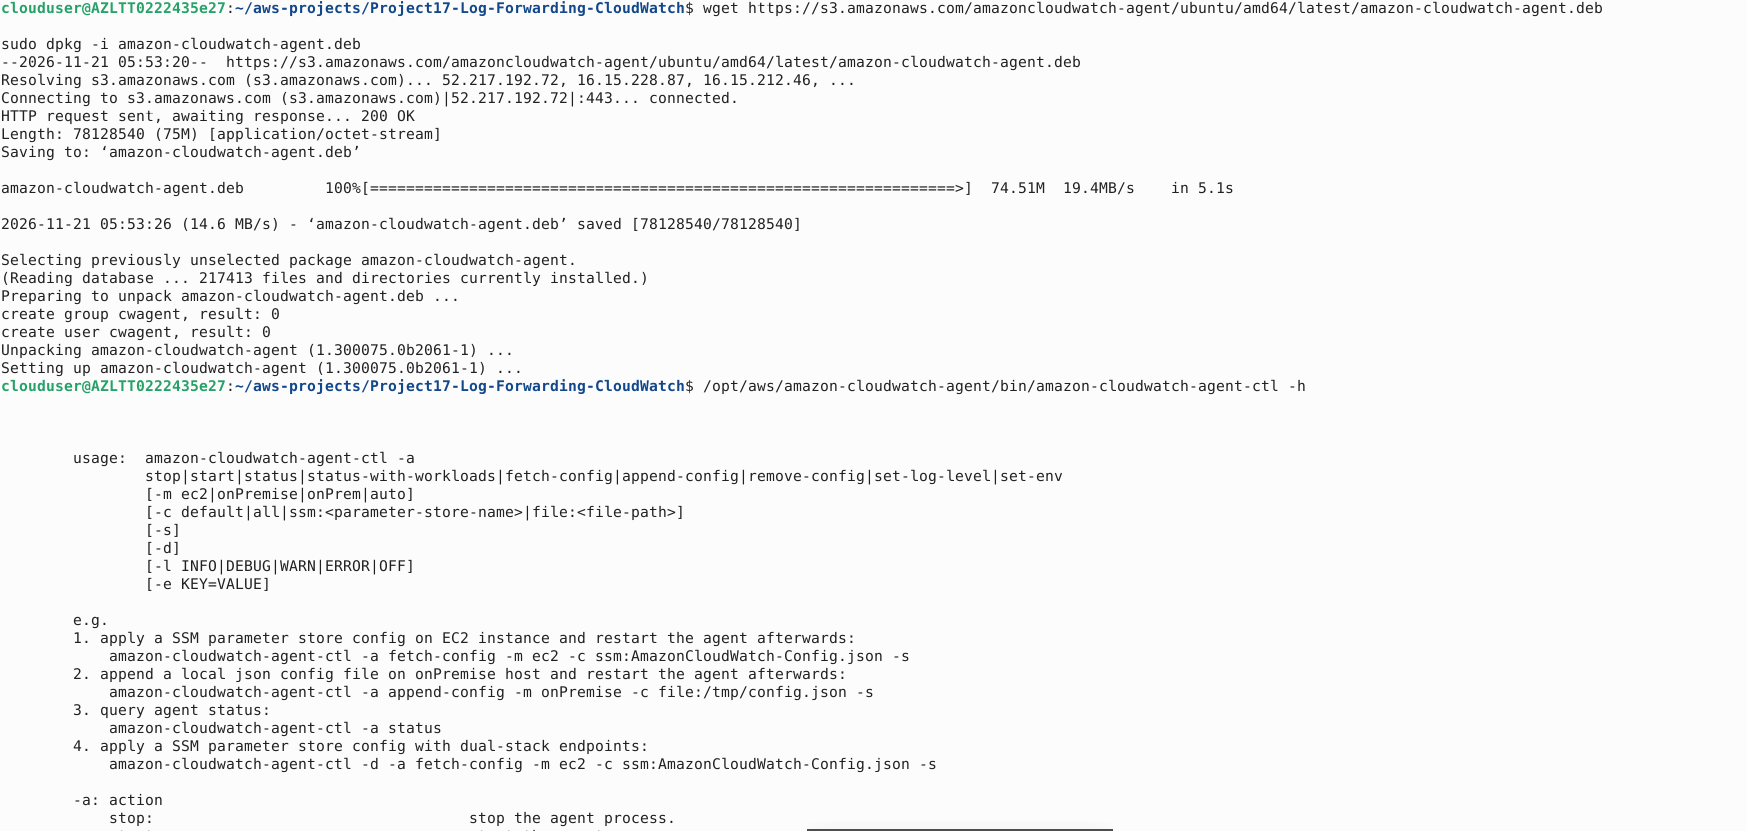 clouduser@AZLTT0222435e27:~/aws-projects/Project17-Log-Forwarding-CloudWatch$ wget https://s3.amazonaws.com/amazoncloudwatch-agent/ubuntu/amd64/latest/amazon-cloudwatch-agent.deb
sudo dpkg -i amazon-cloudwatch-agent.deb
--2026-11-21 05:53:20--  https://s3.amazonaws.com/amazoncloudwatch-agent/ubuntu/amd64/latest/amazon-cloudwatch-agent.deb
Resolving s3.amazonaws.com (s3.amazonaws.com)... 52.217.192.72, 16.15.228.87, 16.15.212.46, ...
Connecting to s3.amazonaws.com (s3.amazonaws.com)|52.217.192.72|:443... connected.
HTTP request sent, awaiting response... 200 OK
Length: 78128540 (75M) [application/octet-stream]
Saving to: ‘amazon-cloudwatch-agent.deb’
amazon-cloudwatch-agent.deb         100%[=================================================================>]  74.51M  19.4MB/s    in 5.1s
2026-11-21 05:53:26 (14.6 MB/s) - ‘amazon-cloudwatch-agent.deb’ saved [78128540/78128540]
Selecting previously unselected package amazon-cloudwatch-agent.
(Reading database ... 217413 files and directories currently installed.)
Preparing to unpack amazon-cloudwatch-agent.deb ...
create group cwagent, result: 0
create user cwagent, result: 0
Unpacking amazon-cloudwatch-agent (1.300075.0b2061-1) ...
Setting up amazon-cloudwatch-agent (1.300075.0b2061-1) ...
clouduser@AZLTT0222435e27:~/aws-projects/Project17-Log-Forwarding-CloudWatch$ /opt/aws/amazon-cloudwatch-agent/bin/amazon-cloudwatch-agent-ctl -h
        usage:  amazon-cloudwatch-agent-ctl -a
                stop|start|status|status-with-workloads|fetch-config|append-config|remove-config|set-log-level|set-env
                [-m ec2|onPremise|onPrem|auto]
                [-c default|all|ssm:<parameter-store-name>|file:<file-path>]
                [-s]
                [-d]
                [-l INFO|DEBUG|WARN|ERROR|OFF]
                [-e KEY=VALUE]
        e.g.
        1. apply a SSM parameter store config on EC2 instance and restart the agent afterwards:
            amazon-cloudwatch-agent-ctl -a fetch-config -m ec2 -c ssm:AmazonCloudWatch-Config.json -s
        2. append a local json config file on onPremise host and restart the agent afterwards:
            amazon-cloudwatch-agent-ctl -a append-config -m onPremise -c file:/tmp/config.json -s
        3. query agent status:
            amazon-cloudwatch-agent-ctl -a status
        4. apply a SSM parameter store config with dual-stack endpoints:
            amazon-cloudwatch-agent-ctl -d -a fetch-config -m ec2 -c ssm:AmazonCloudWatch-Config.json -s
        -a: action
            stop:                                   stop the agent process.